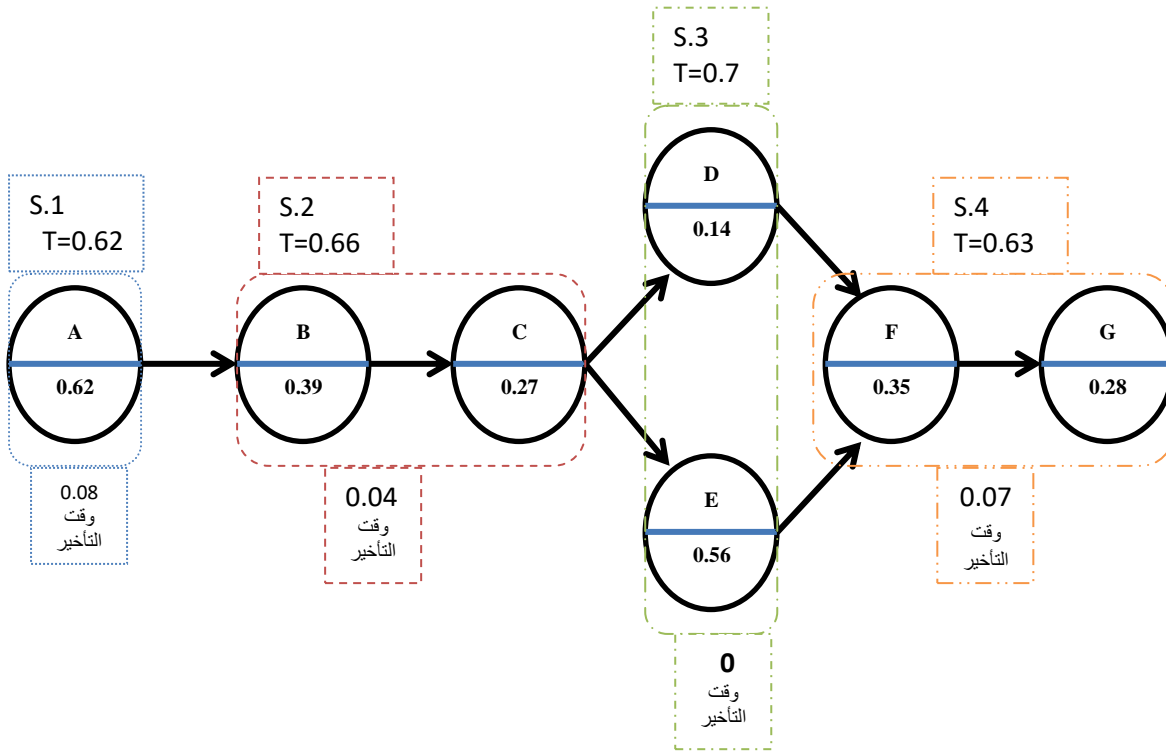 S.3
T=0.7
D
0.14
S.1
T=0.62
S.2
T=0.66
S.4
T=0.63
A
0.62
B
0.39
C
0.27
F
0.35
G
0.28
0.08
وقت
التأخير
0.04
وقت
التأخير
E
0.56
0.07
وقت
التأخير
0
وقت
التأخير